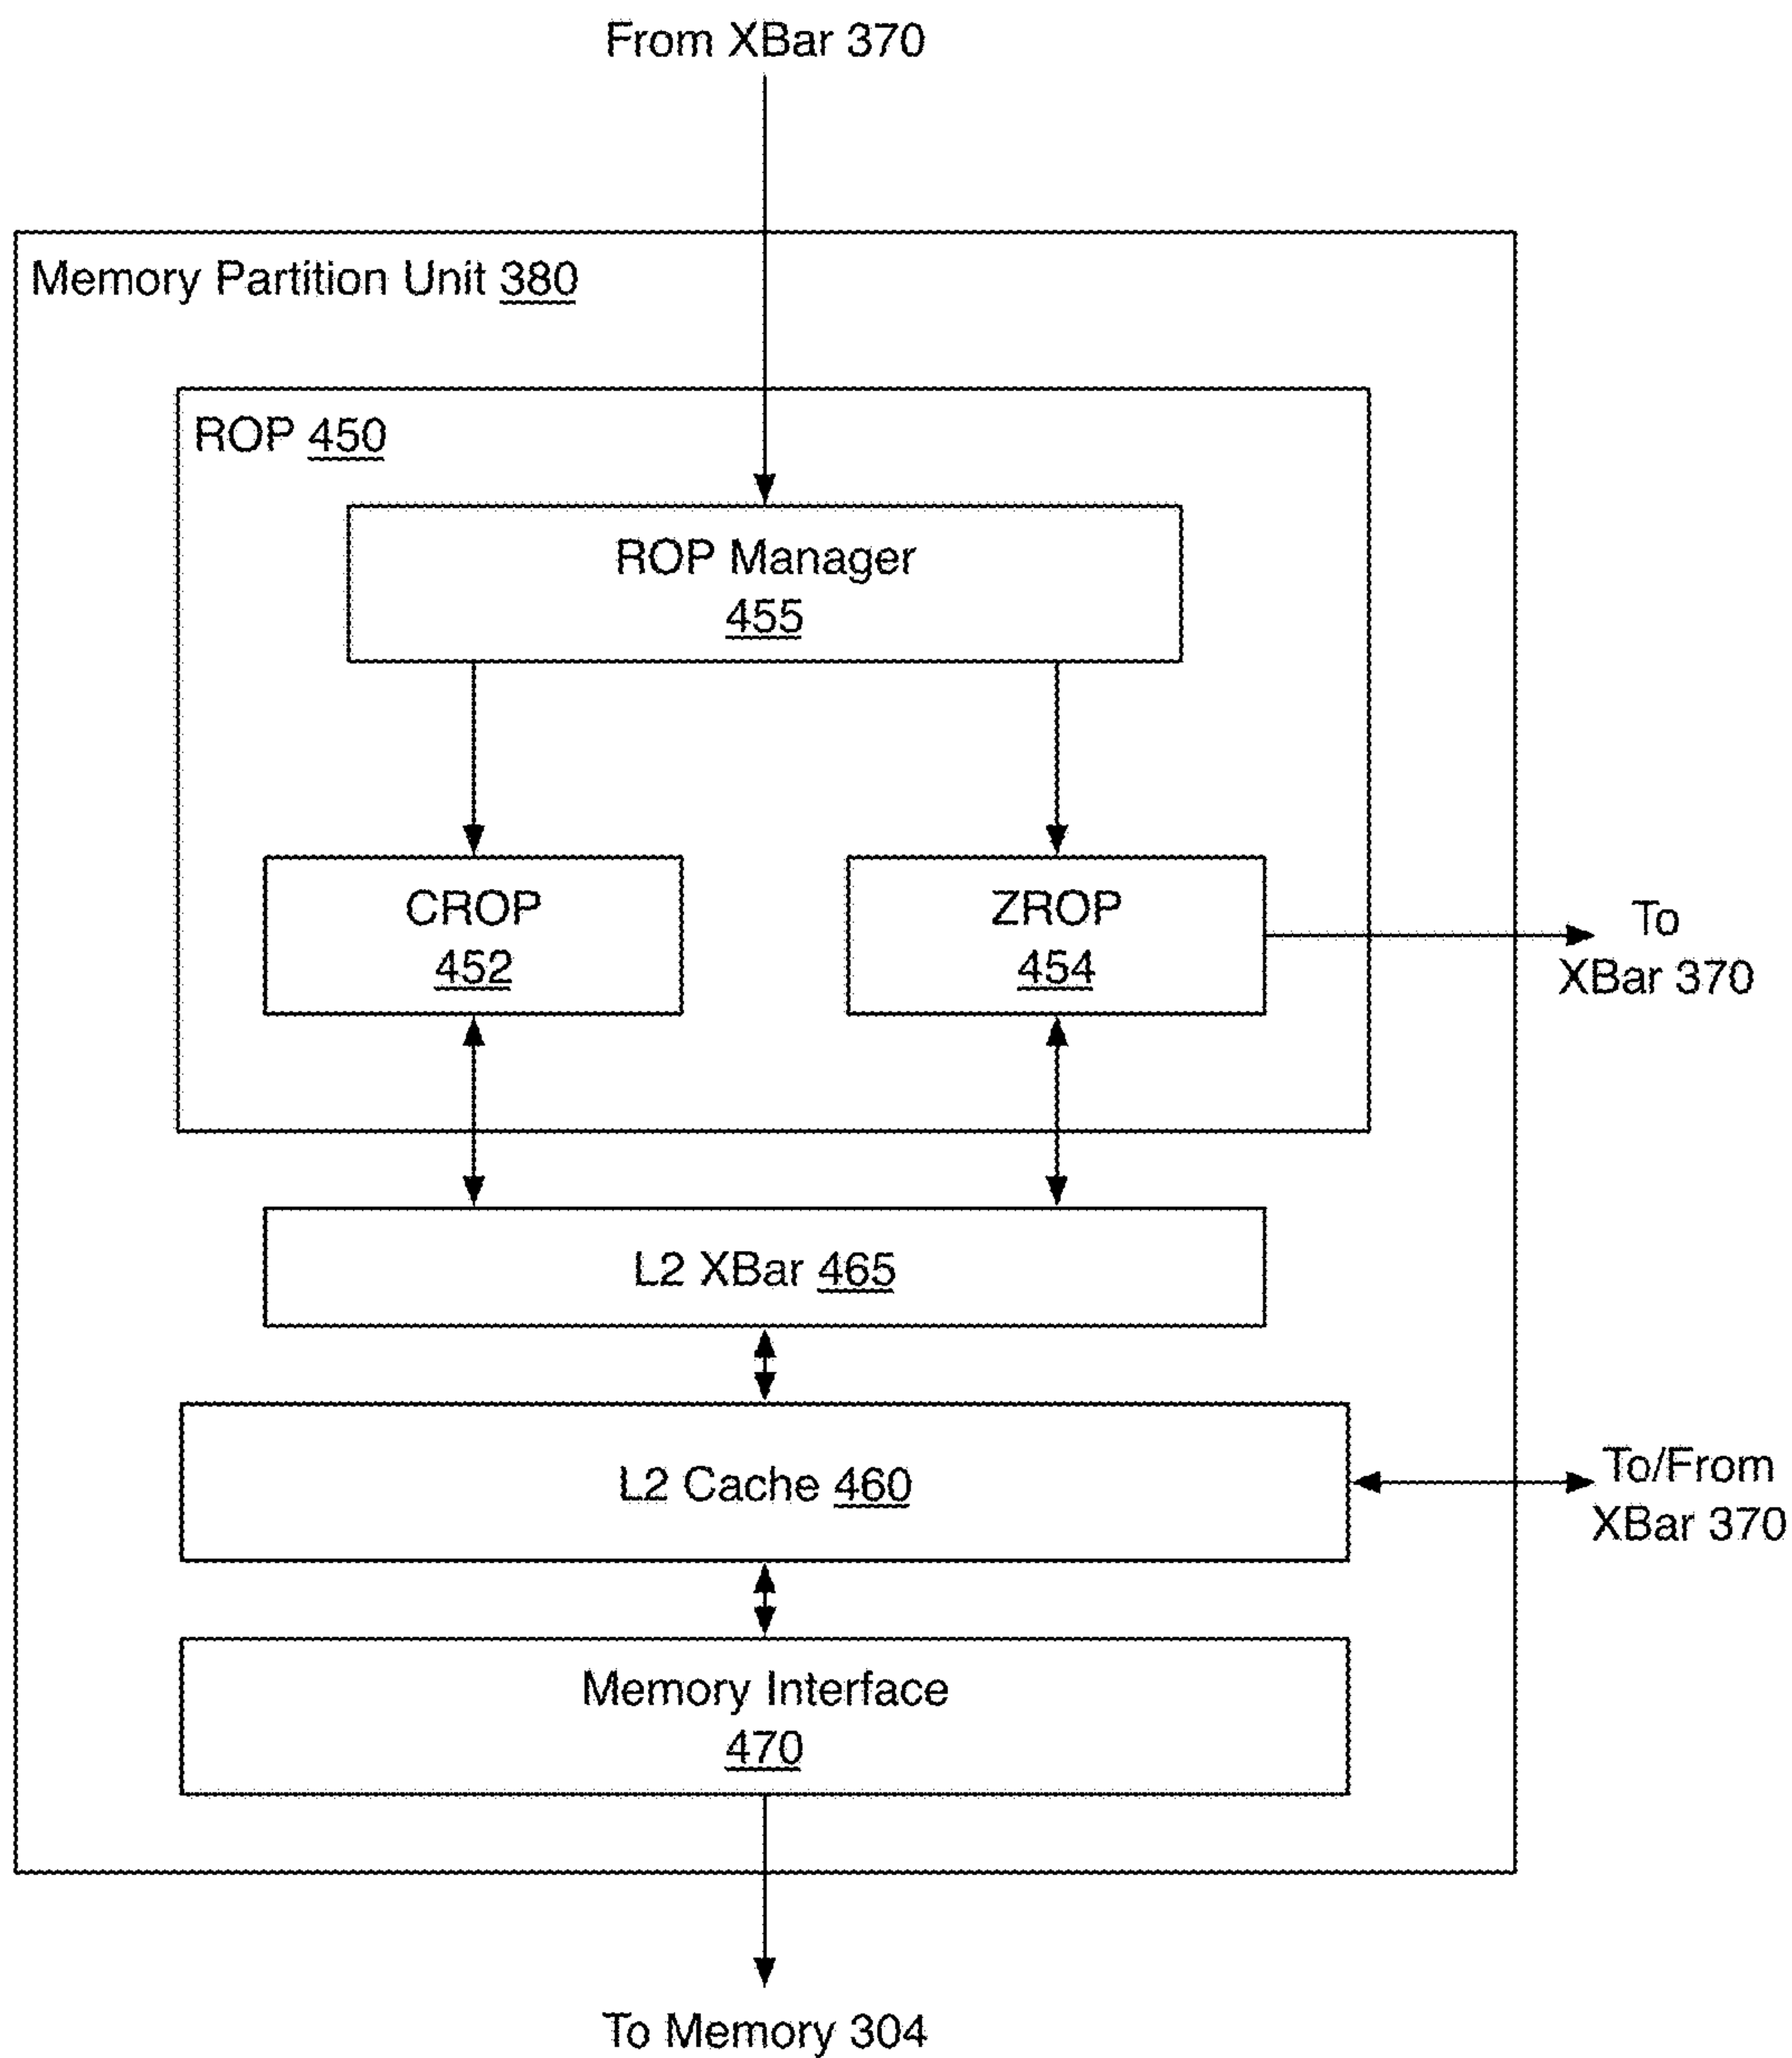 From XBar 370
Memory Partition Unit 380
ROP 450
ROP Manager
455
CROP
452
ZROP
454
To
XBar 370
L2 XBar 465
L2 Cache 460
To/From
XBar 370
Memory Interface
470
To Memory 304